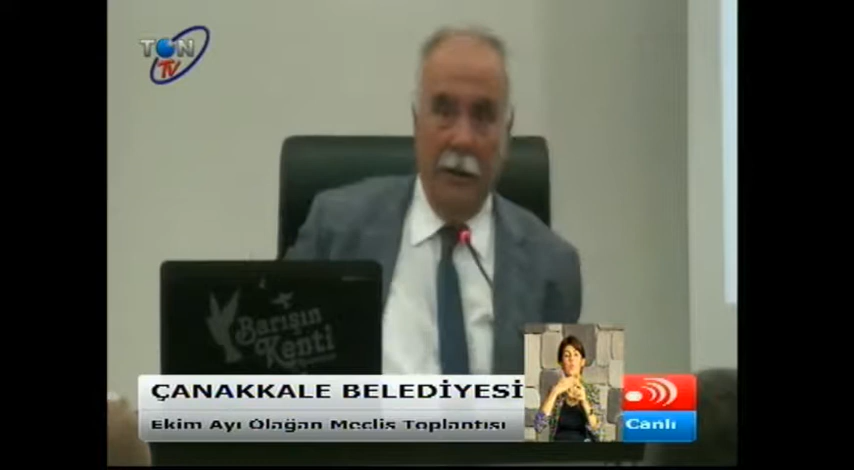 TON
TV
Barışın
Kenti
ÇANAKKALE BELEDİYESİ
Ekim Ayı Olağan Meclis Toplantısı
Canlı